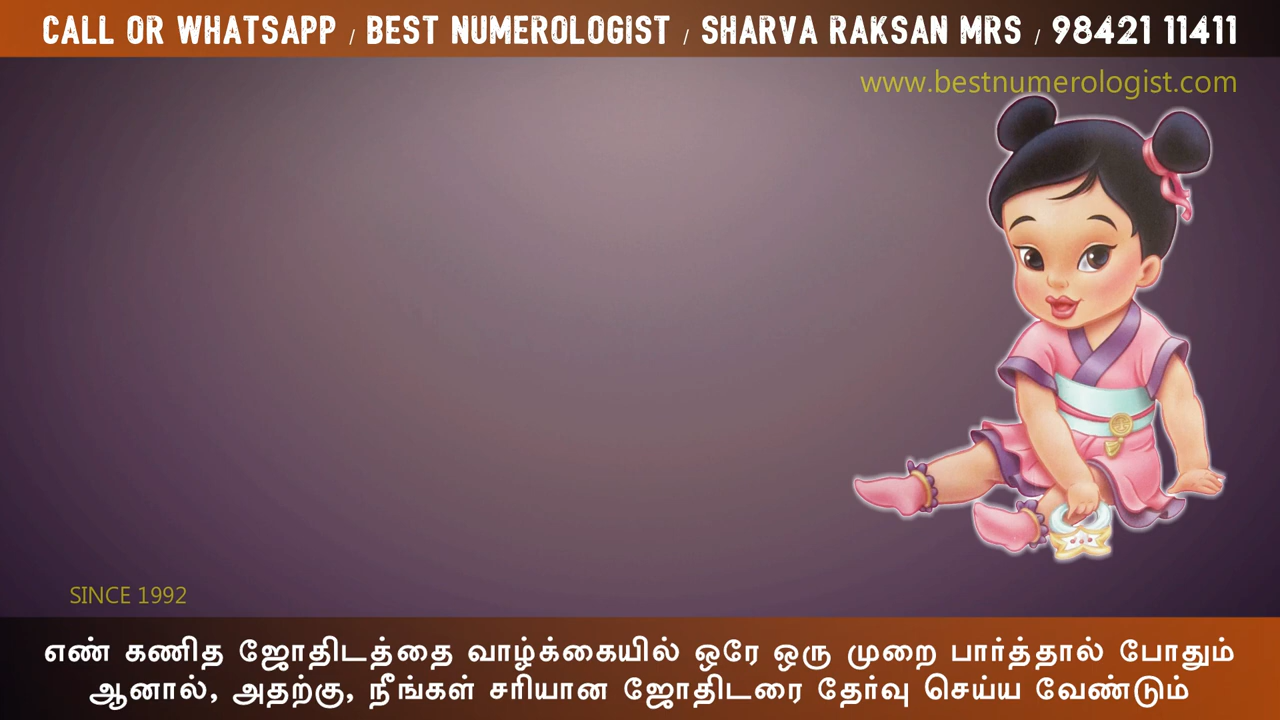 CALL OR WHATSAPP / BEST NUMEROLOGIST / SHARVA RAKSAN MRS / 98421 11411
www.bestnumerologist.com
SINCE 1992
எண் கணித ஜோதிடத்தை வாழ்க்கையில் ஒரே ஒரு முறை பார்த்தால் போதும்
ஆனால், அதற்கு, நீங்கள் சரியான ஜோதிடரை தேர்வு செய்ய வேண்டும்